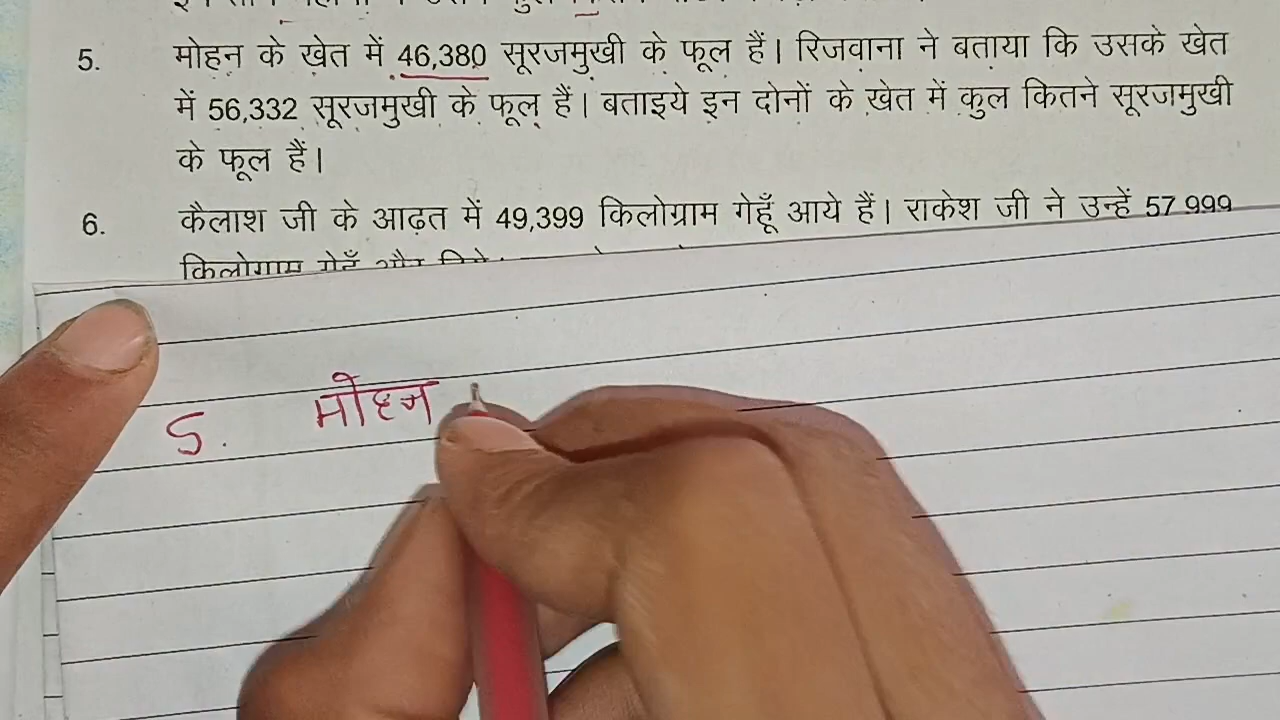 5. मोहन के खेत में 46,380 सूरजमुखी के फूल हैं। रिजवाना ने बताया कि उसके खेत
में 56,332 सूरजमुखी के फूल हैं। बताइये इन दोनों के खेत में कुल कितने सूरजमुखी
के फूल हैं।
6. कैलाश जी के आढ़त में 49,399 किलोग्राम गेहूँ आये हैं। राकेश जी ने उन्हें 57,999
किलोग्राम गेहूँ और
5. मोहन